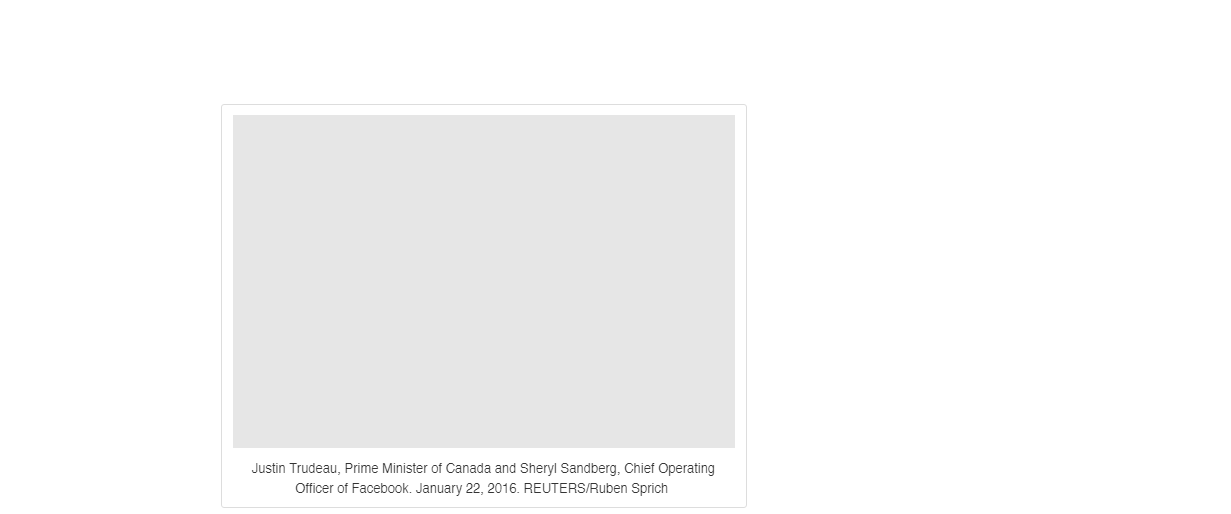 Justin Trudeau, Prime Minister of Canada and Sheryl Sandberg, Chief Operating
Officer of Facebook. January 22, 2016. REUTERS/Ruben Sprich